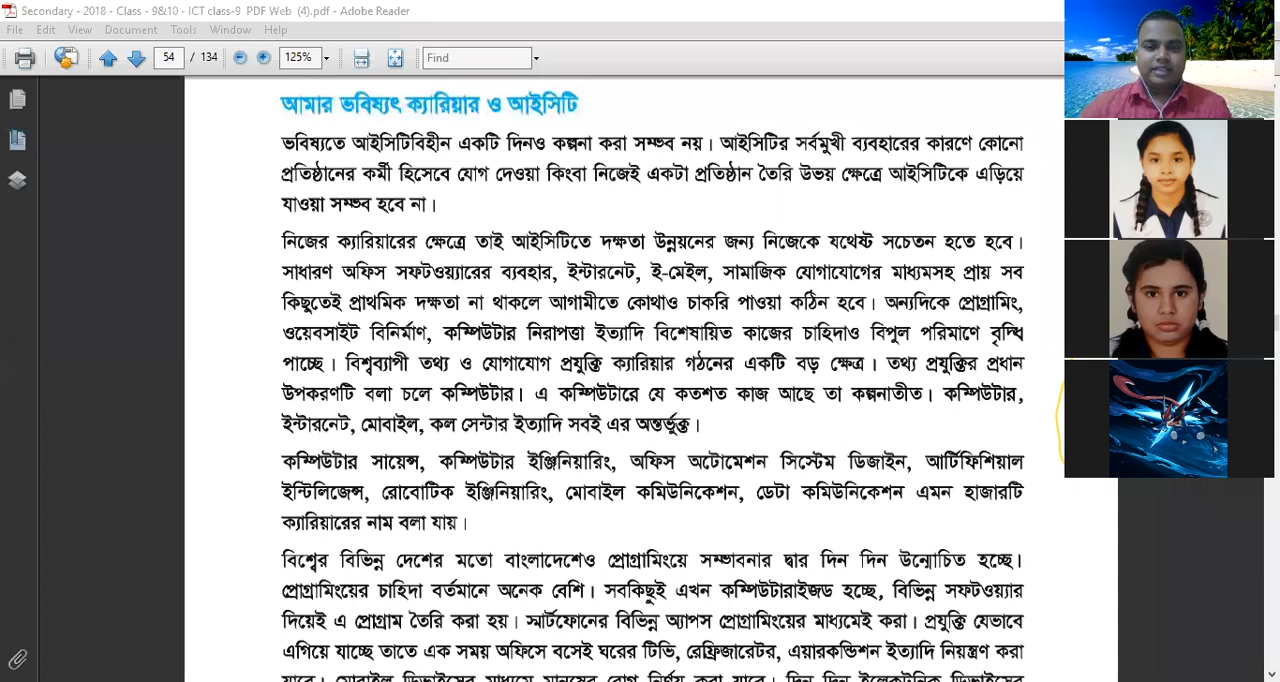 Secondary - 2018 - Class - 9&10 - ICT class-9 PDF Web (4).pdf - Adobe Reader
File Edit View Document Tools Window Help
54 / 134 125% Find
আমার ভবিষ্যৎ ক্যারিয়ার ও আইসিটি
ভবিষ্যতে আইসিটিবিহীন একটি দিনও কল্পনা করা সম্ভব নয়। আইসিটির সর্বমুখী ব্যবহারের কারণে কোনো
প্রতিষ্ঠানের কর্মী হিসেবে যোগ দেওয়া কিংবা নিজেই একটা প্রতিষ্ঠান তৈরি উভয় ক্ষেত্রে আইসিটিকে এড়িয়ে
যাওয়া সম্ভব হবে না।
নিজের ক্যারিয়ারের ক্ষেত্রে তাই আইসিটিতে দক্ষতা উন্নয়নের জন্য নিজেকে যথেষ্ট সচেতন হতে হবে।
সাধারণ অফিস সফটওয়্যারের ব্যবহার, ইন্টারনেট, ই-মেইল, সামাজিক যোগাযোগের মাধ্যমসহ প্রায় সব
কিছুতেই প্রাথমিক দক্ষতা না থাকলে আগামীতে কোথাও চাকরি পাওয়া কঠিন হবে। অন্যদিকে প্রোগ্রামিং,
ওয়েবসাইট বিনির্মাণ, কম্পিউটার নিরাপত্তা ইত্যাদি বিশেষায়িত কাজের চাহিদাও বিপুল পরিমাণে বৃদ্ধি
পাচ্ছে। বিশ্বব্যাপী তথ্য ও যোগাযোগ প্রযুক্তি ক্যারিয়ার গঠনের একটি বড় ক্ষেত্র। তথ্য প্রযুক্তির প্রধান
উপকরণটি বলা চলে কম্পিউটার। এ কম্পিউটারে যে কতশত কাজ আছে তা কল্পনাতীত। কম্পিউটার,
ইন্টারনেট, মোবাইল, কল সেন্টার ইত্যাদি সবই এর অন্তর্ভুক্ত।
কম্পিউটার সায়েন্স, কম্পিউটার ইঞ্জিনিয়ারিং, অফিস অটোমেশন সিস্টেম ডিজাইন, আর্টিফিশিয়াল
ইন্টিলিজেন্স, রোবোটিক ইঞ্জিনিয়ারিং, মোবাইল কমিউনিকেশন, ডেটা কমিউনিকেশন এমন হাজারটি
ক্যারিয়ারের নাম বলা যায়।
বিশ্বের বিভিন্ন দেশের মতো বাংলাদেশেও প্রোগ্রামিংয়ে সম্ভাবনার দ্বার দিন দিন উন্মোচিত হচ্ছে।
প্রোগ্রামিংয়ের চাহিদা বর্তমানে অনেক বেশি। সবকিছুই এখন কম্পিউটারাইজড হচ্ছে, বিভিন্ন সফটওয়্যার
দিয়েই এ প্রোগ্রাম তৈরি করা হয়। স্মার্টফোনের বিভিন্ন অ্যাপস প্রোগ্রামিংয়ের মাধ্যমেই করা। প্রযুক্তি যেভাবে
এগিয়ে যাচ্ছে তাতে এক সময় অফিসে বসেই ঘরের টিভি, রেফ্রিজারেটর, এয়ারকন্ডিশন ইত্যাদি নিয়ন্ত্রণ করা
যাবে। মোবাইল ডিভাইসের মাধ্যমে মানুষের রোগ নির্ণয় করা যাবে। দিন দিন ইলেকট্রনিক ডিভাইসের